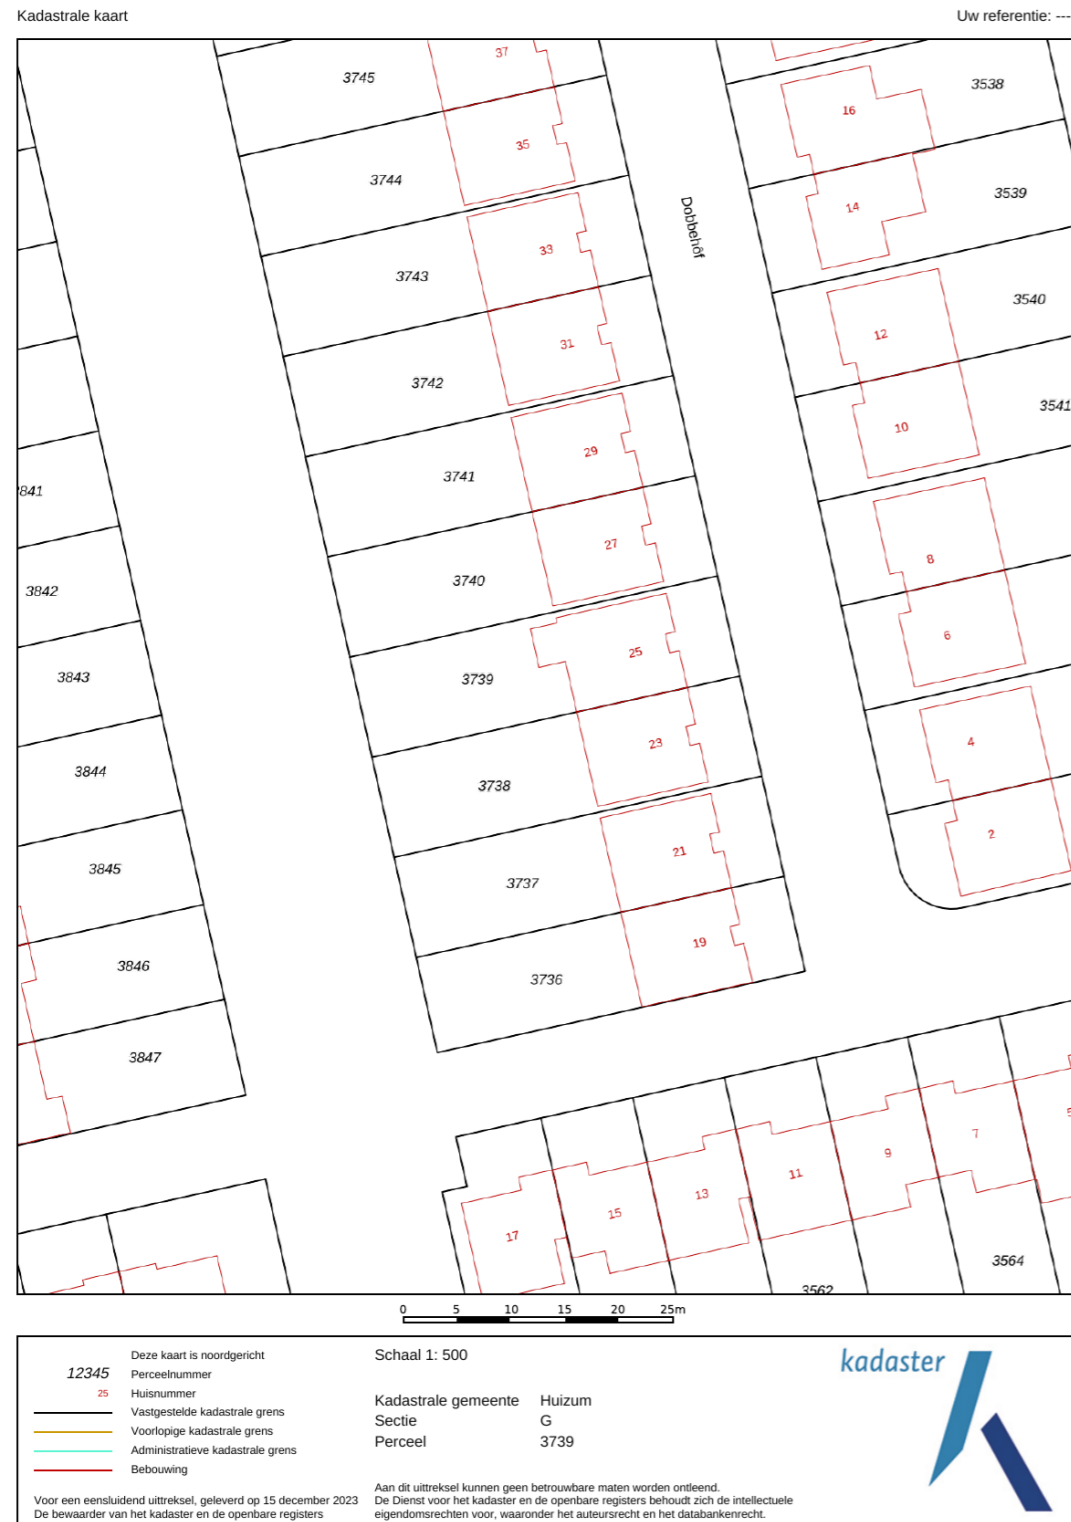 Kadastrale kaart
Uw referentie: ---
37
3745
3538
16
35
3744
3539
14
Dobbehôf
33
3743
3540
12
31
3742
3541
10
29
3741
841
27
8
3740
3842
6
25
3843
3739
4
23
3844
3738
2
21
3845
3737
19
3846
3736
3847
5
7
9
11
13
15
17
3564
3562
0 5 10 15 20 25m
Deze kaart is noordgericht
12345 Perceelnummer
25 Huisnummer
Vastgestelde kadastrale grens
Voorlopige kadastrale grens
Administratieve kadastrale grens
Bebouwing
Voor een eensluidend uittreksel, geleverd op 15 december 2023
De bewaarder van het kadaster en de openbare registers
Schaal 1: 500
Kadastrale gemeente Huizum
Sectie G
Perceel 3739
Aan dit uittreksel kunnen geen betrouwbare maten worden ontleend.
De Dienst voor het kadaster en de openbare registers behoudt zich de intellectuele
eigendomsrechten voor, waaronder het auteursrecht en het databankenrecht.
kadaster